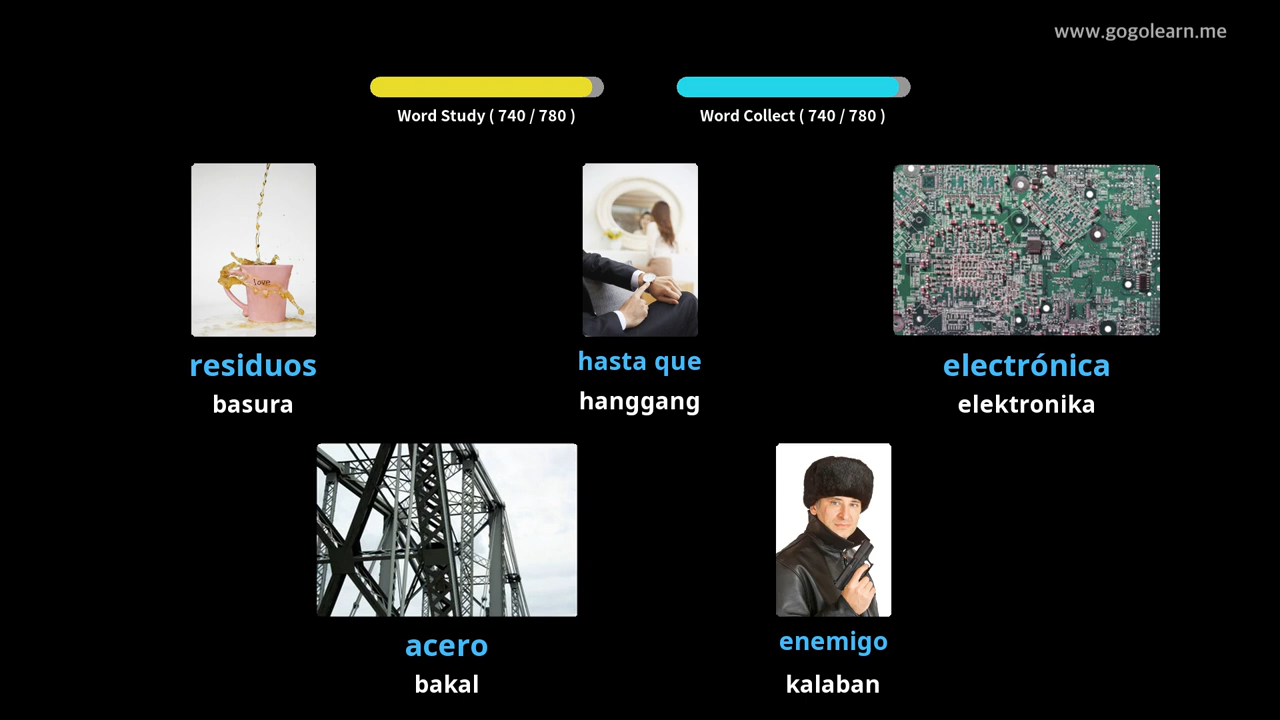 www.gogolearn.me
Word Study ( 740 / 780 )
Word Collect ( 740 / 780 )
love
residuos
basura
hasta que
hanggang
electrónica
elektronika
acero
bakal
enemigo
kalaban